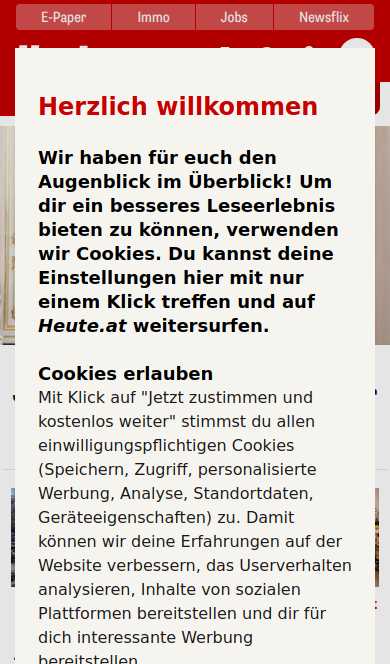 E-Paper
Immo
Jobs
Newsflix
Herzlich willkommen
Wir haben für euch den
Augenblick im Überblick! Um
dir ein besseres Leseerlebnis
bieten zu können, verwenden
wir Cookies. Du kannst deine
Einstellungen hier mit nur
einem Klick treffen und auf
Heute.at weitersurfen.
Cookies erlauben
Mit Klick auf "Jetzt zustimmen und
kostenlos weiter" stimmst du allen
einwilligungspflichtigen Cookies
(Speichern, Zugriff, personalisierte
Werbung, Analyse, Standortdaten,
Geräteeigenschaften) zu. Damit
können wir deine Erfahrungen auf der
Website verbessern, das Userverhalten
analysieren, Inhalte von sozialen
Plattformen bereitstellen und dir für
dich interessante Werbung
bereitstellen